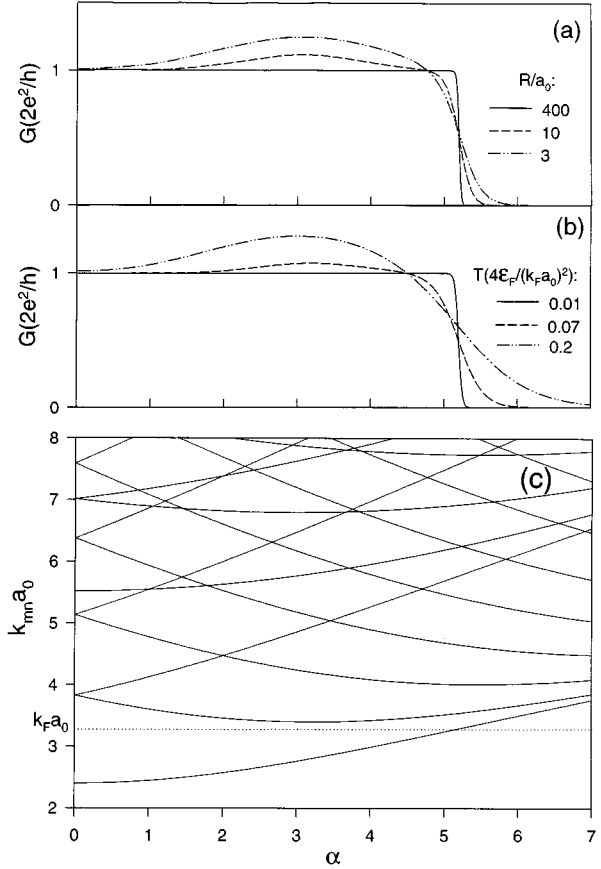 (a)
G(2e²/h)
1
0
R/a₀:
400
10
3
(b)
G(2e²/h)
1
0
T(4Ɛ_F/(k_Fa₀)²):
0.01
0.07
0.2
(c)
k_mna₀
8
7
6
5
4
k_Fa₀
3
2
0 1 2 3 4 5 6 7
α